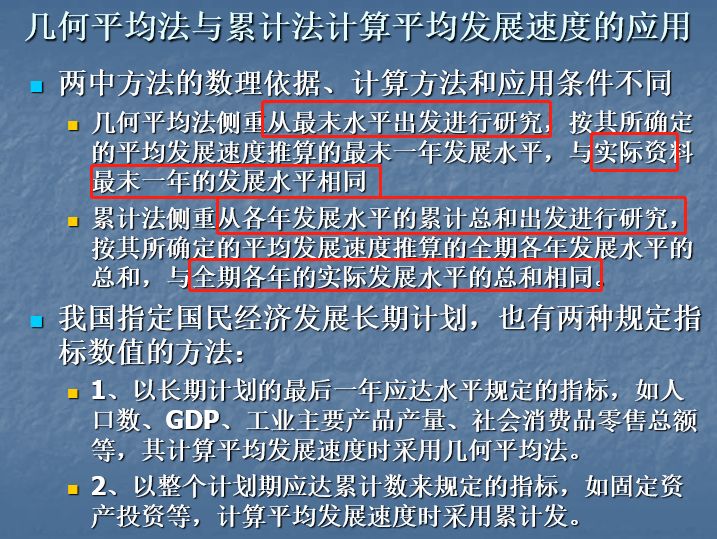 几何平均法与累计法计算平均发展速度的应用
两中方法的数理依据、计算方法和应用条件不同
几何平均法侧重从最末水平出发进行研究，按其所确定
的平均发展速度推算的最末一年发展水平，与实际资料
最末一年的发展水平相同
累计法侧重从各年发展水平的累计总和出发进行研究，
按其所确定的平均发展速度推算的全期各年发展水平的
总和，与全期各年的实际发展水平的总和相同。
我国指定国民经济发展长期计划，也有两种规定指
标数值的方法：
1、以长期计划的最后一年应达水平规定的指标，如人
口数、GDP、工业主要产品产量、社会消费品零售总额
等，其计算平均发展速度时采用几何平均法。
2、以整个计划期应达累计数来规定的指标，如固定资
产投资等，计算平均发展速度时采用累计发。